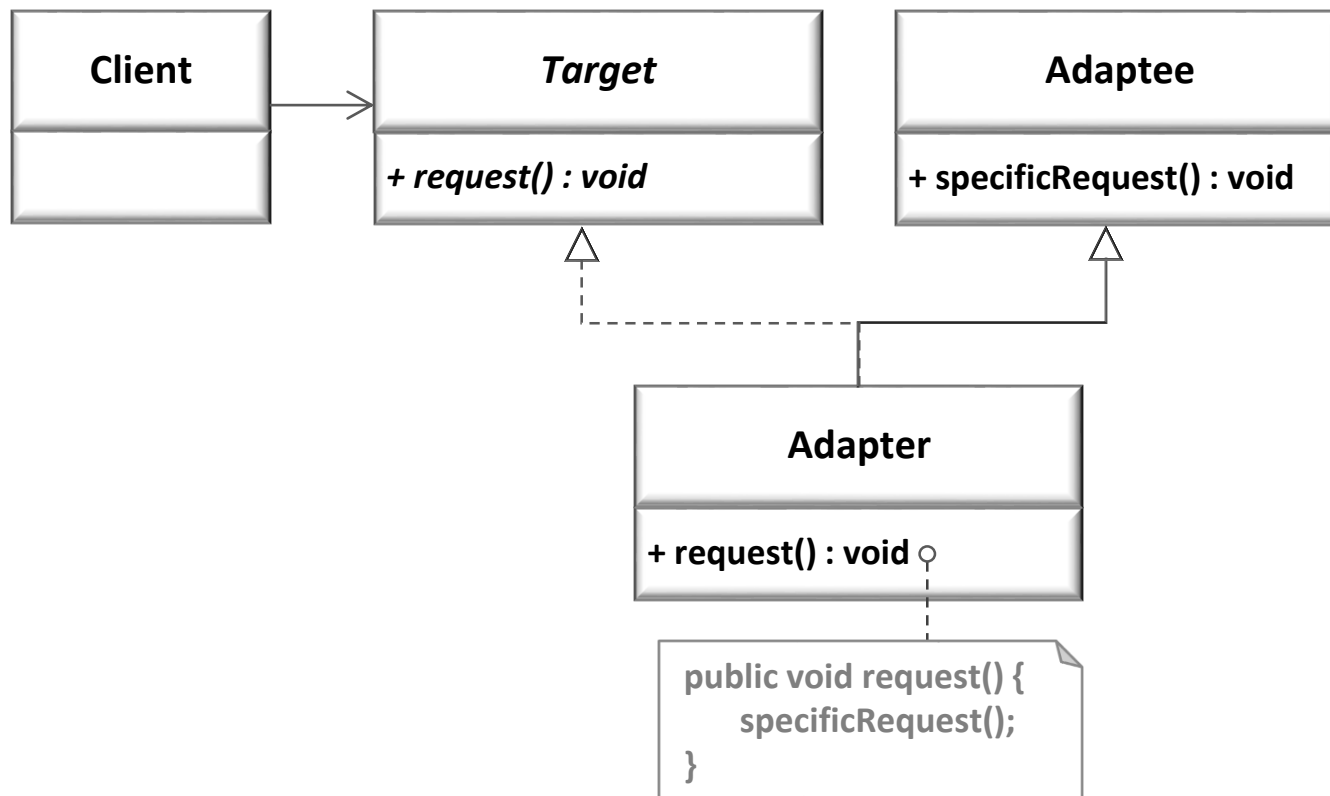 Client
Target
Adaptee
+ request() : void
+ specificRequest() : void
Adapter
+ request() : void
public void request() {
specificRequest();
}